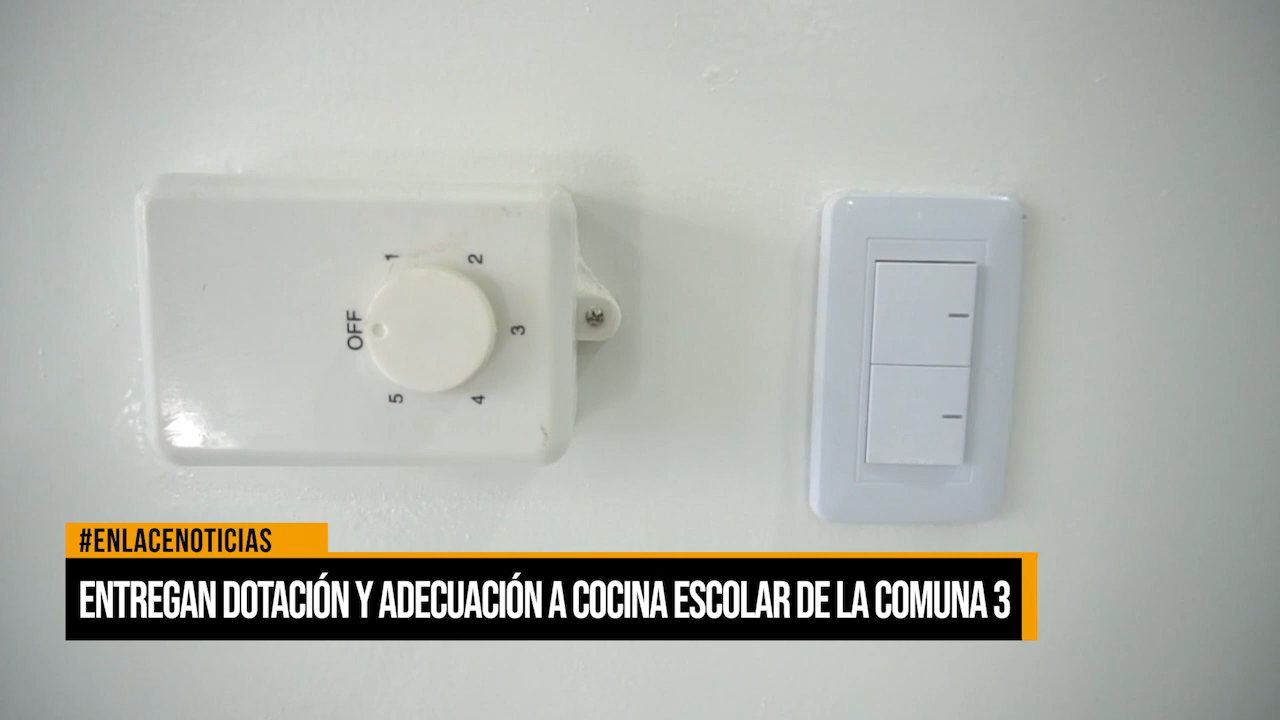 1
2
OFF
3
5
4
#ENLACENOTICIAS
ENTREGAN DOTACIÓN Y ADECUACIÓN A COCINA ESCOLAR DE LA COMUNA 3